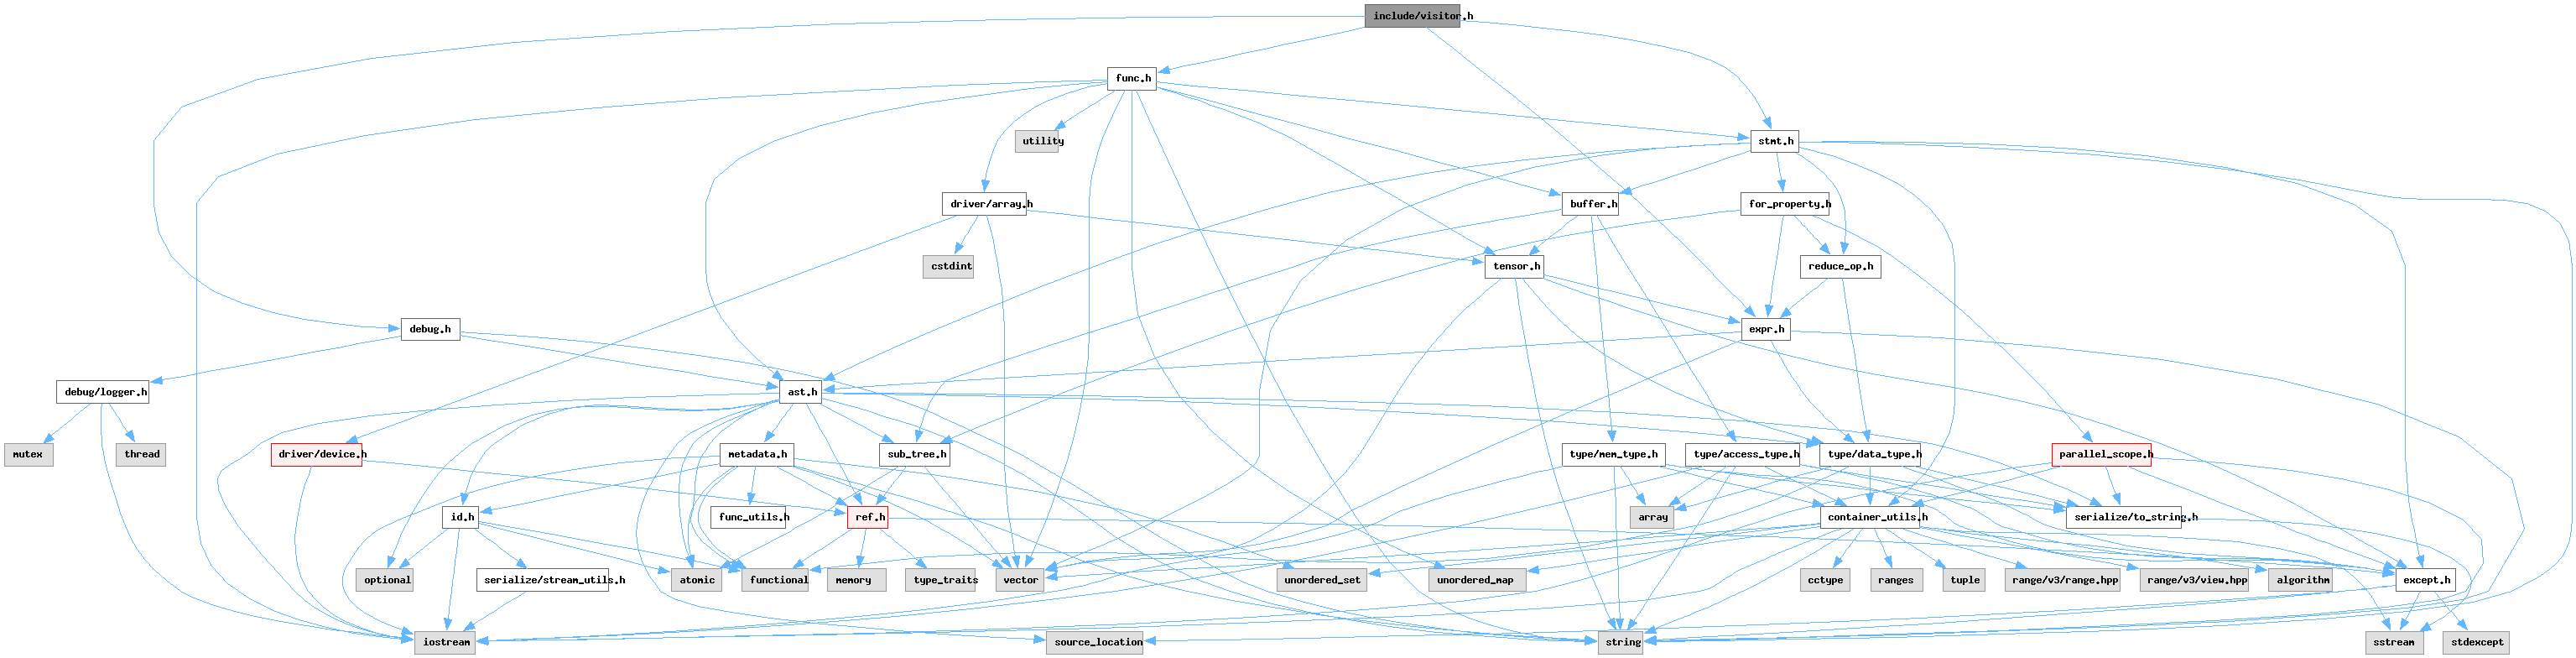 include/visitor.h
func.h
utility
stmt.h
driver/array.h
buffer.h
for_property.h
cstdint
tensor.h
reduce_op.h
debug.h
expr.h
debug/logger.h
ast.h
mutex
thread
driver/device.h
metadata.h
sub_tree.h
type/mem_type.h
type/access_type.h
type/data_type.h
parallel_scope.h
id.h
func_utils.h
ref.h
array
container_utils.h
serialize/to_string.h
optional
serialize/stream_utils.h
atomic
functional
memory
type_traits
vector
unordered_set
unordered_map
cctype
ranges
tuple
range/v3/range.hpp
range/v3/view.hpp
algorithm
except.h
iostream
source_location
string
sstream
stdexcept